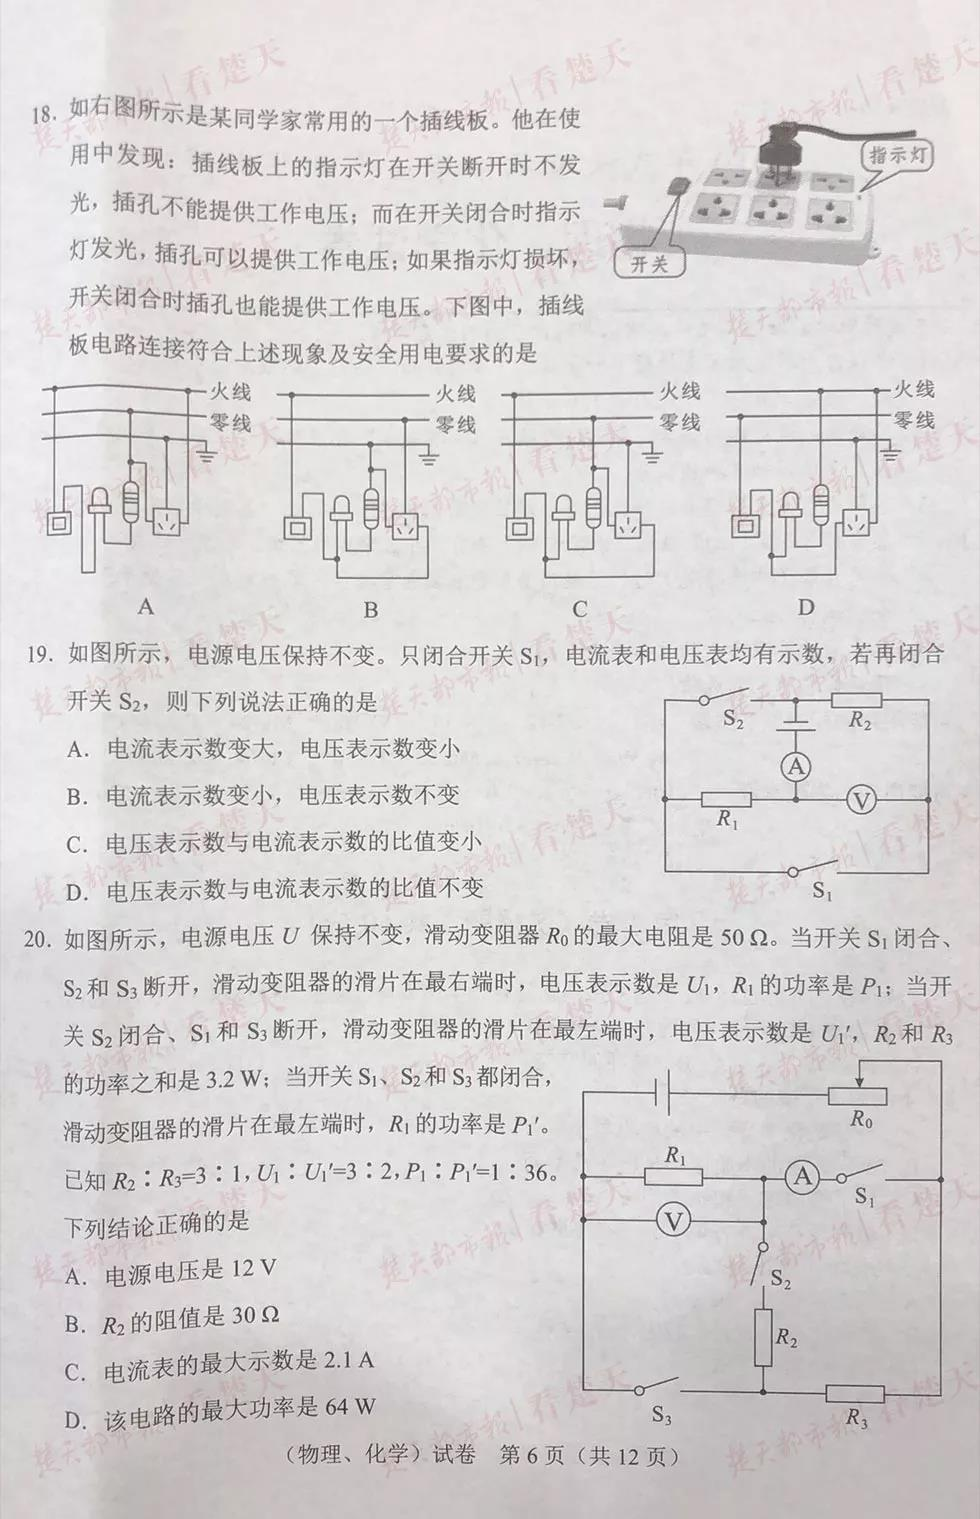 18. 如右图所示是某同学家常用的一个插线板。他在使
用中发现：插线板上的指示灯在开关断开时不发
光，插孔不能提供工作电压；而在开关闭合时指示
灯发光，插孔可以提供工作电压；如果指示灯损坏，
开关闭合时插孔也能提供工作电压。下图中，插线
板电路连接符合上述现象及安全用电要求的是
指示灯
开关
火线
零线
火线
零线
火线
零线
火线
零线
A
B
C
D
19. 如图所示，电源电压保持不变。只闭合开关 S₁，电流表和电压表均有示数，若再闭合
开关 S₂，则下列说法正确的是
A. 电流表示数变大，电压表示数变小
B. 电流表示数变小，电压表示数不变
C. 电压表示数与电流表示数的比值变小
D. 电压表示数与电流表示数的比值不变
S₂
R₂
A
R₁
V
S₁
20. 如图所示，电源电压 U 保持不变，滑动变阻器 R₀ 的最大电阻是 50 Ω。当开关 S₁ 闭合、
S₂ 和 S₃ 断开，滑动变阻器的滑片在最右端时，电压表示数是 U₁，R₁ 的功率是 P₁；当开
关 S₂ 闭合、S₁ 和 S₃ 断开，滑动变阻器的滑片在最左端时，电压表示数是 U₁′，R₂ 和 R₃
的功率之和是 3.2 W；当开关 S₁、S₂ 和 S₃ 都闭合，
滑动变阻器的滑片在最左端时，R₁ 的功率是 P₁′。
已知 R₂∶R₃=3∶1，U₁∶U₁′=3∶2，P₁∶P₁′=1∶36。
下列结论正确的是
A. 电源电压是 12 V
B. R₂ 的阻值是 30 Ω
C. 电流表的最大示数是 2.1 A
D. 该电路的最大功率是 64 W
R₀
R₁
A
S₁
V
S₂
R₂
S₃
R₃
（物理、化学）试卷 第 6 页（共 12 页）
楚天都市报|看楚天